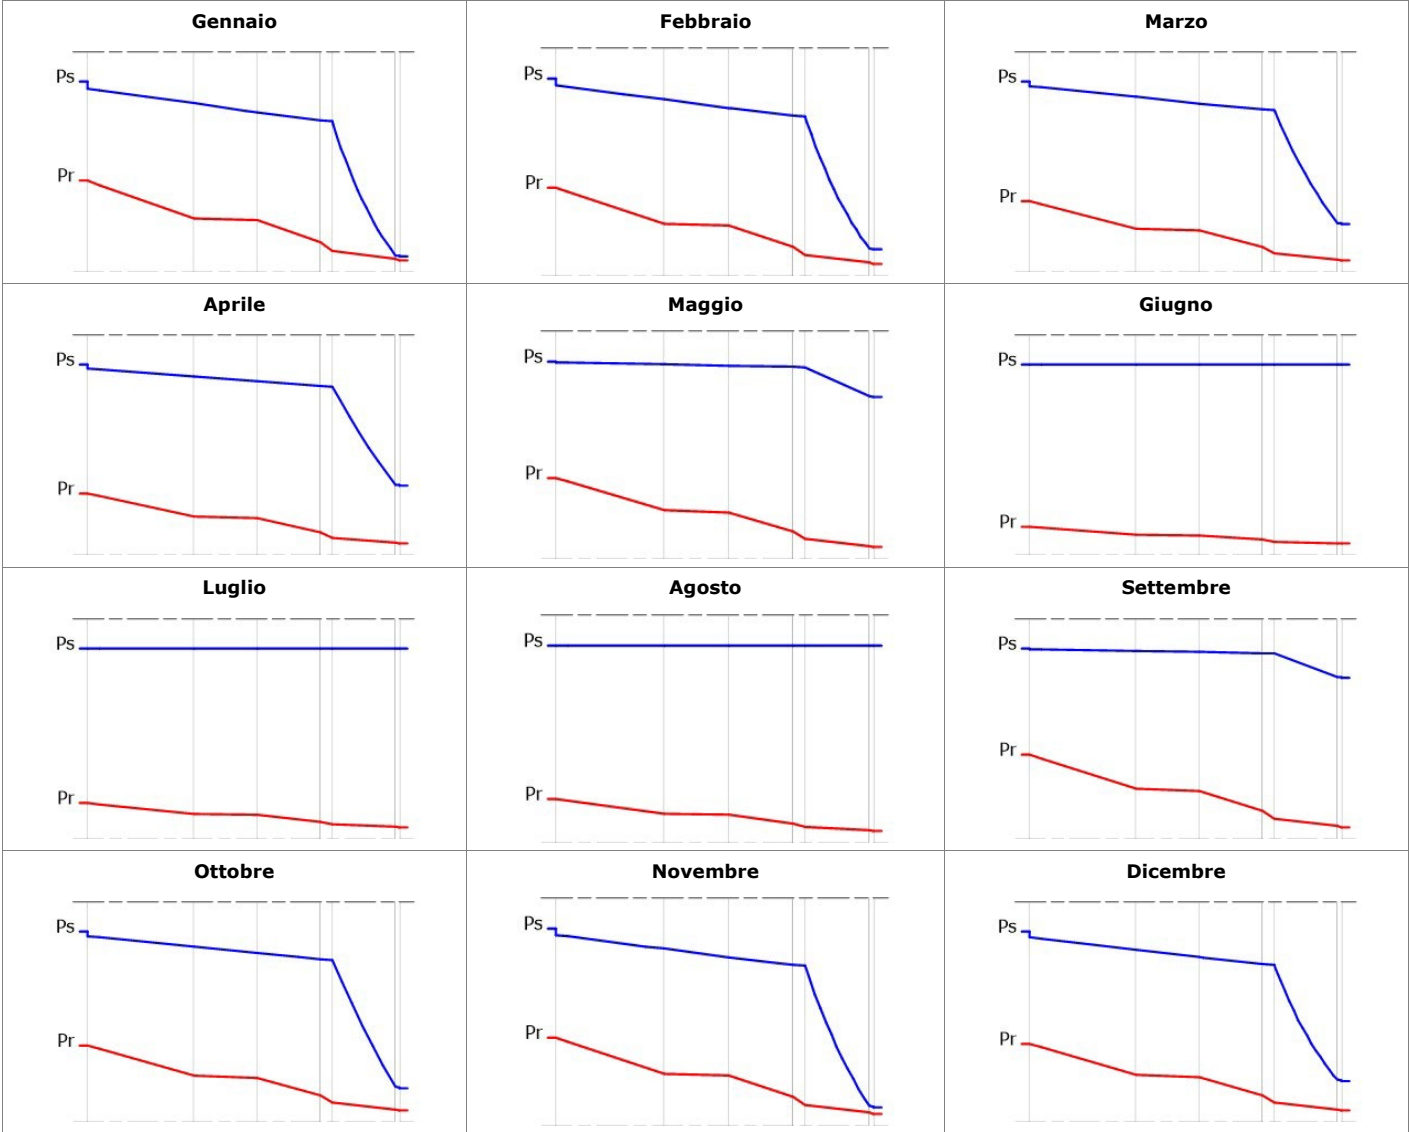 Gennaio
Febbraio
Marzo
Ps
Ps
Ps
Pr
Pr
Pr
Aprile
Maggio
Giugno
Ps
Ps
Ps
Pr
Pr
Pr
Luglio
Agosto
Settembre
Ps
Ps
Ps
Pr
Pr
Pr
Ottobre
Novembre
Dicembre
Ps
Ps
Ps
Pr
Pr
Pr